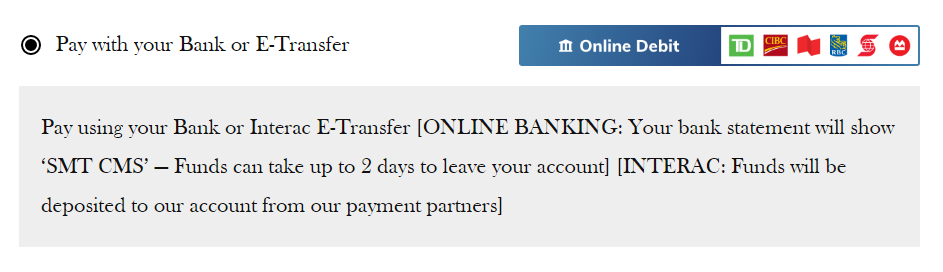 Pay with your Bank or E-Transfer
Online Debit
TD
CIBC
RBC
Pay using your Bank or Interac E-Transfer [ONLINE BANKING: Your bank statement will show
‘SMT CMS’ – Funds can take up to 2 days to leave your account] [INTERAC: Funds will be
deposited to our account from our payment partners]